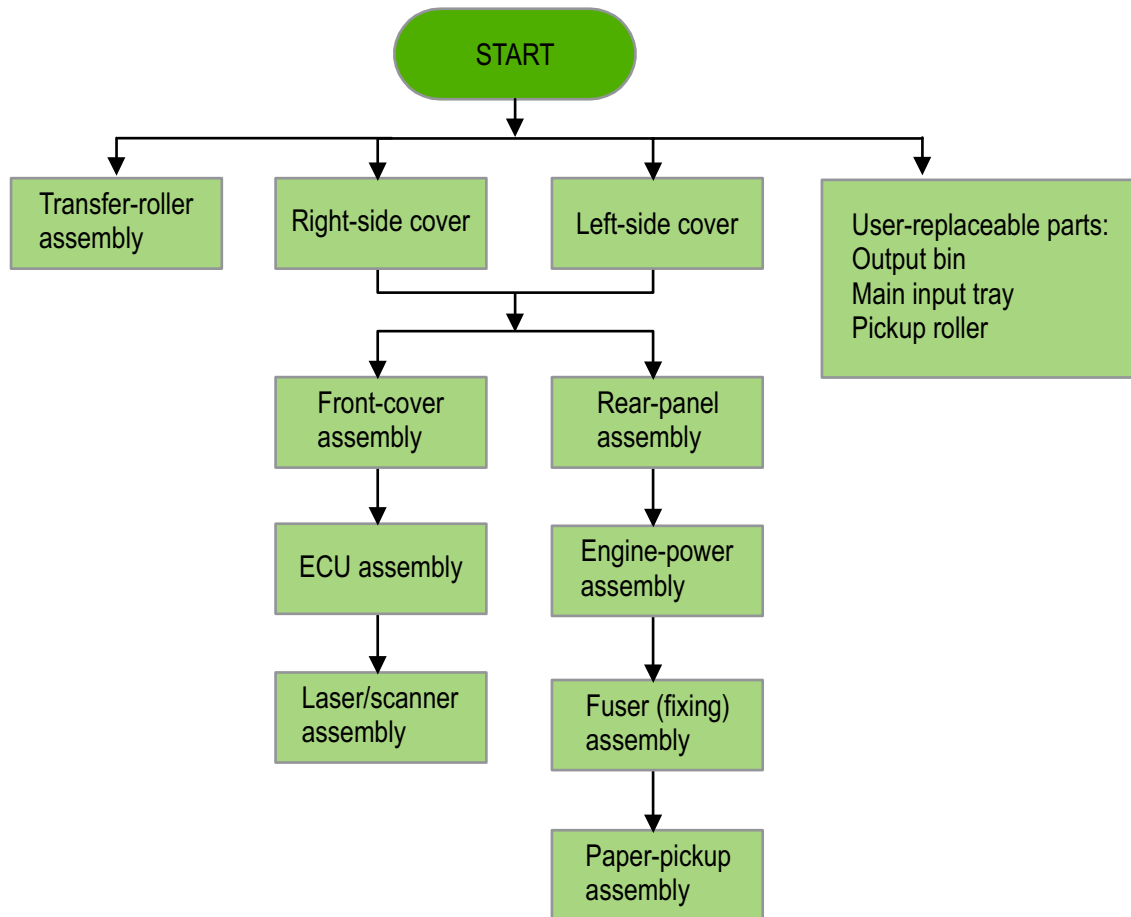 START
Transfer-roller
assembly
Right-side cover
Left-side cover
User-replaceable parts:
Output bin
Main input tray
Pickup roller
Front-cover
assembly
Rear-panel
assembly
ECU assembly
Engine-power
assembly
Laser/scanner
assembly
Fuser (fixing)
assembly
Paper-pickup
assembly